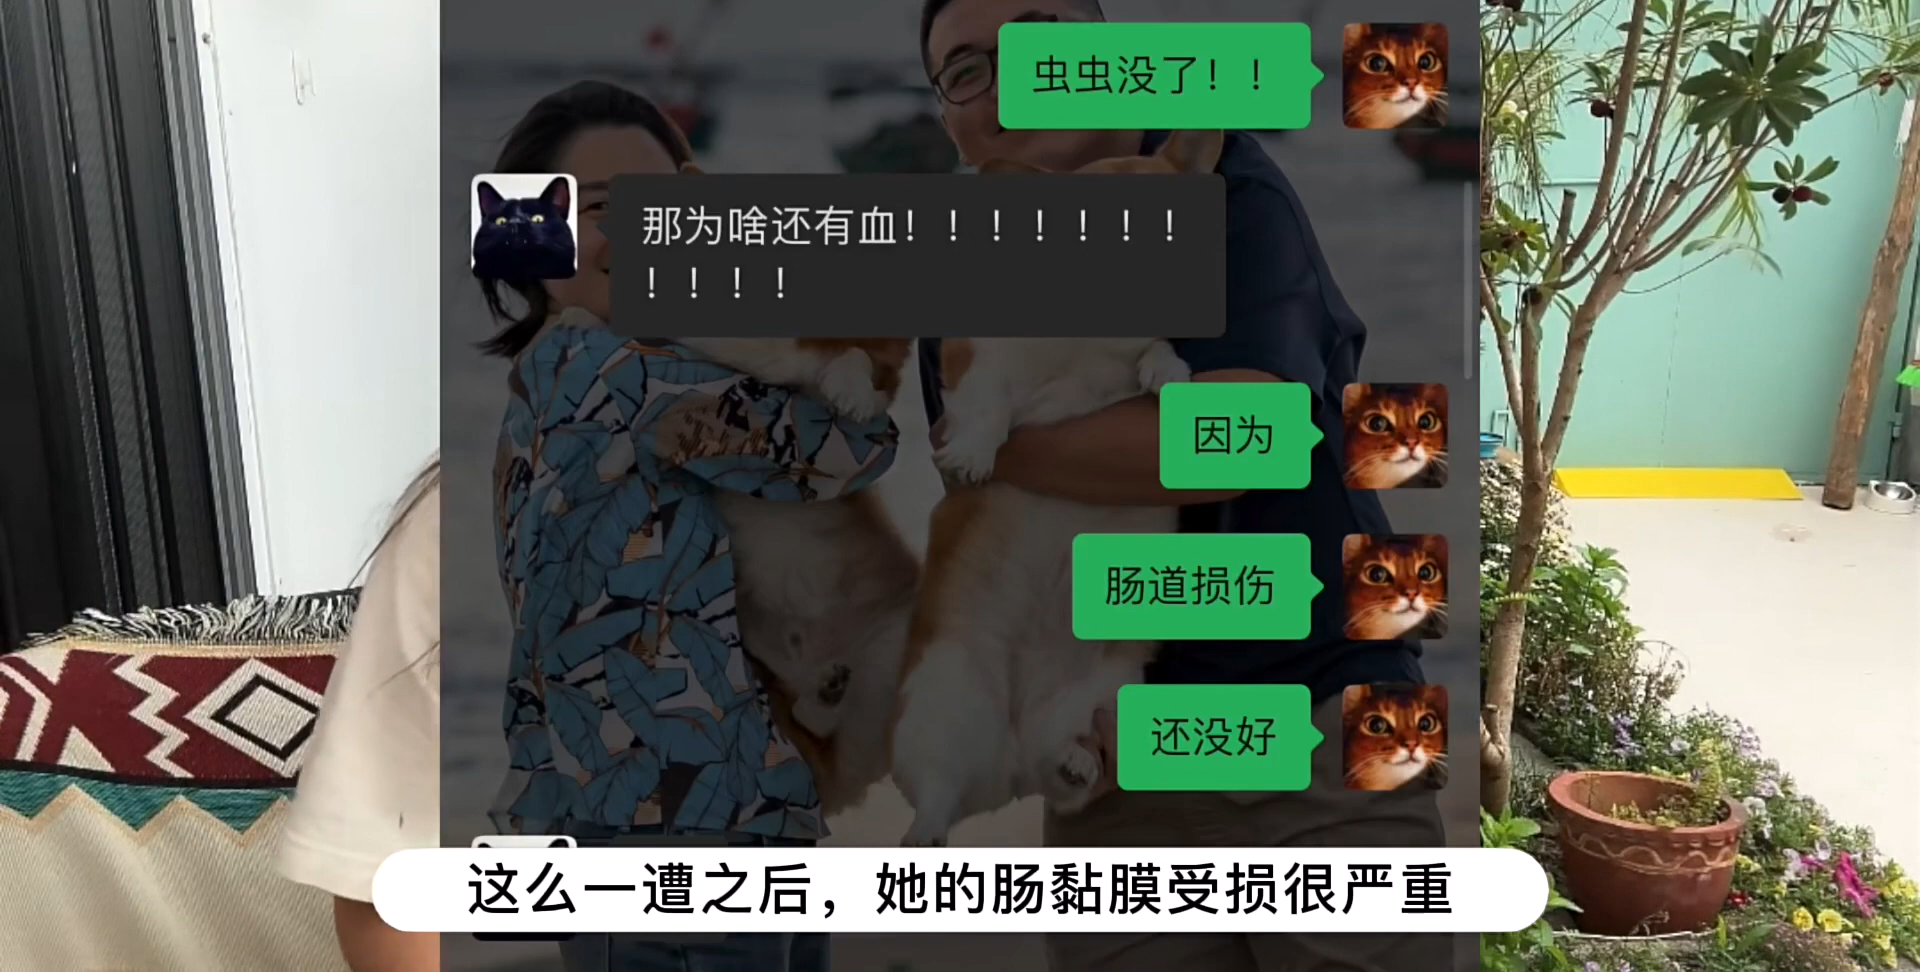 虫虫没了！！
那为啥还有血！！！！！！！
！！！！
因为
肠道损伤
还没好
这么一遭之后，她的肠黏膜受损很严重